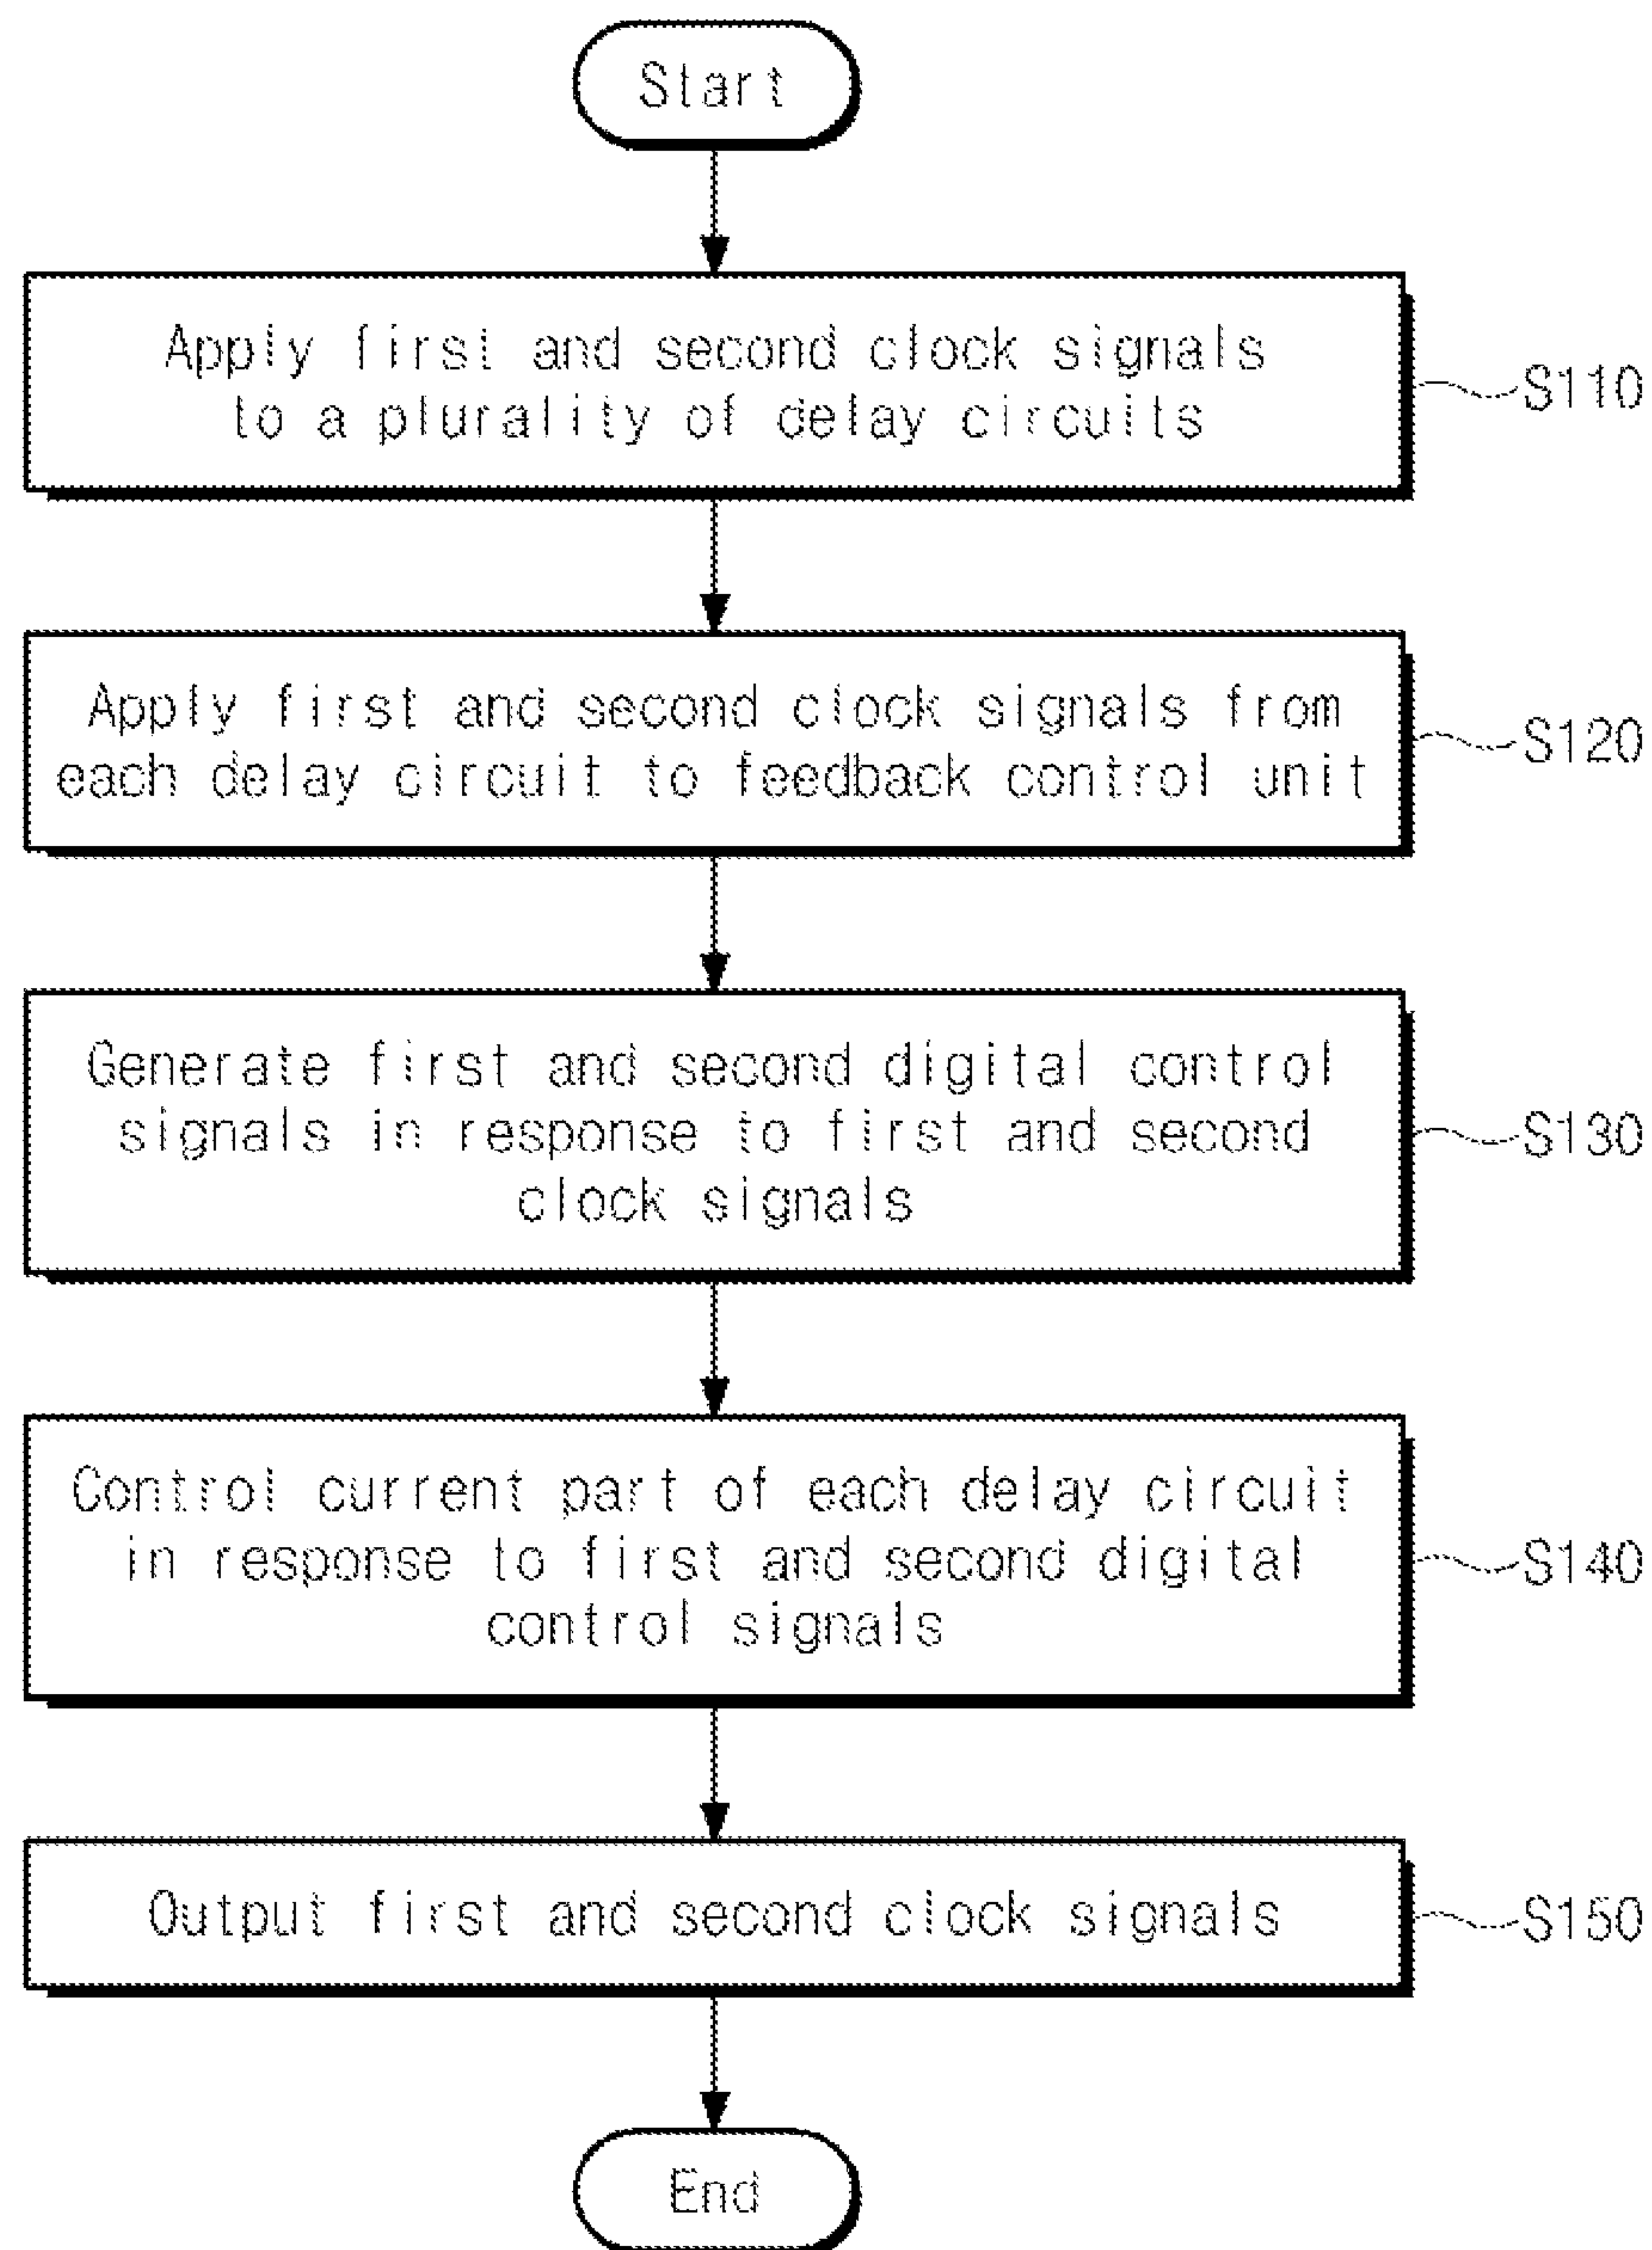 Start
Apply first and second clock signals
to a plurality of delay circuits
S110
Apply first and second clock signals from
each delay circuit to feedback control unit
S120
Generate first and second digital control
signals in response to first and second
clock signals
S130
Control current part of each delay circuit
in response to first and second digital
control signals
S140
Output first and second clock signals
S150
End